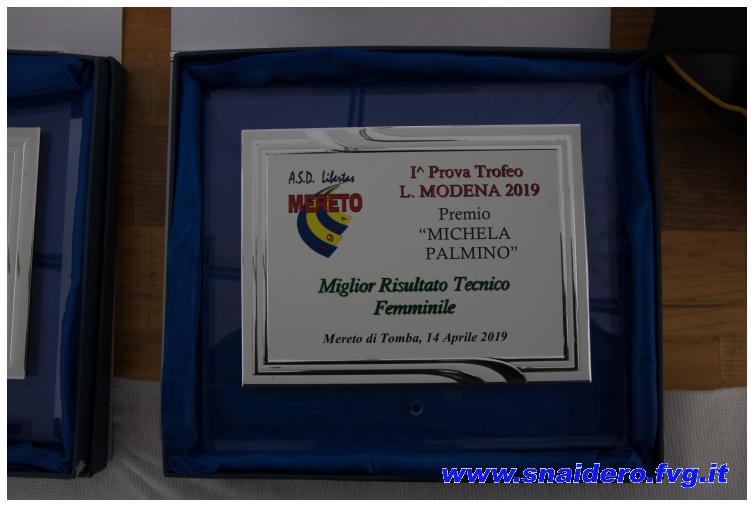 A.S.D. Libertas
MERETO
I^ Prova Trofeo
L. MODENA 2019
Premio
“MICHELA
PALMINO”
Miglior Risultato Tecnico
Femminile
Mereto di Tomba, 14 Aprile 2019
www.snaidero.fvg.it